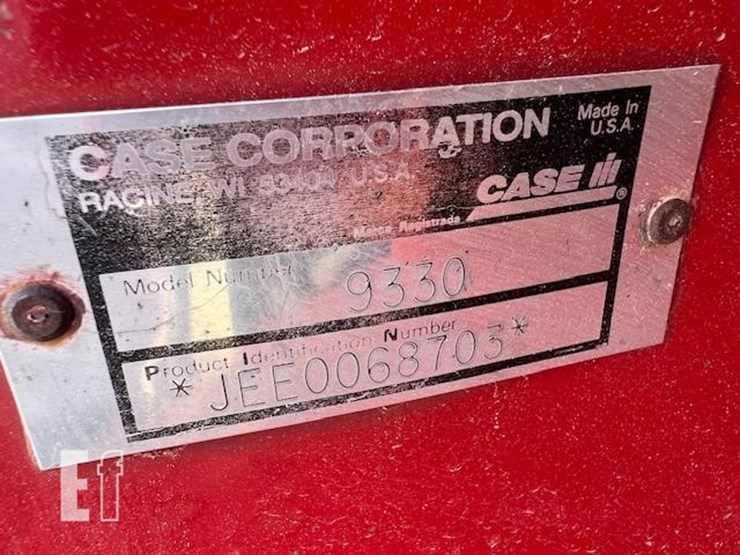 CASE CORPORATION
RACINE, WI 53404 U.S.A.
Made In
U.S.A.
CASE IH ®
Marca Registrada
Model Number
9330
Product Identification Number
*JEE0068703*
Ef